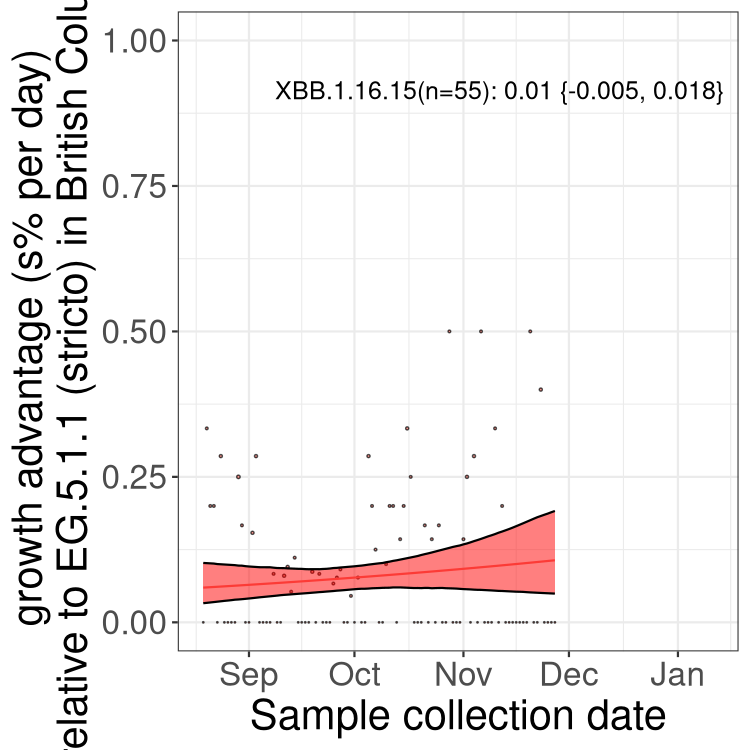 growth advantage (s% per day)
relative to EG.5.1.1 (stricto) in British Colu
1.00
0.75
0.50
0.25
0.00
XBB.1.16.15(n=55): 0.01 {-0.005, 0.018}
Sep Oct Nov Dec Jan
Sample collection date